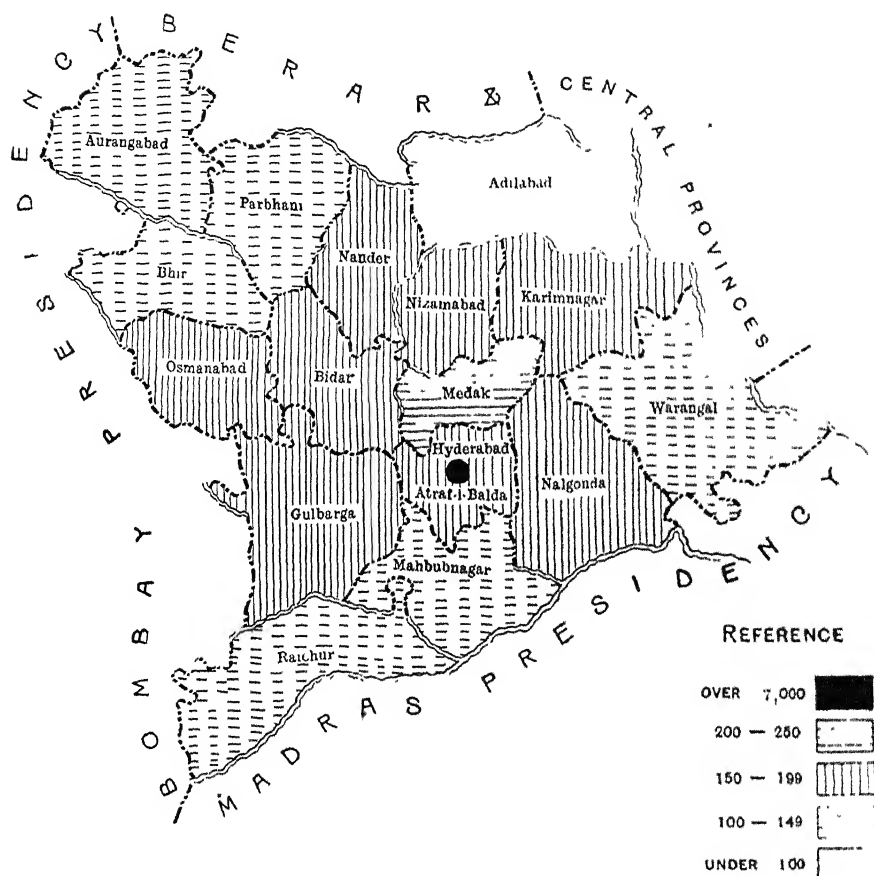 BERAR & CENTRAL PROVINCES
BOMBAY PRESIDENCY
MADRAS PRESIDENCY
Aurangabad
Parbhani
Adilabad
Bhir
Nander
Nizamabad
Karimnagar
Osmanabad
Bidar
Medak
Warangal
Hyderabad
Atraf-i-Balda
Nalgonda
Gulbarga
Mahbubnagar
Raichur
REFERENCE
OVER 7,000
200 — 250
150 — 199
100 — 149
UNDER 100